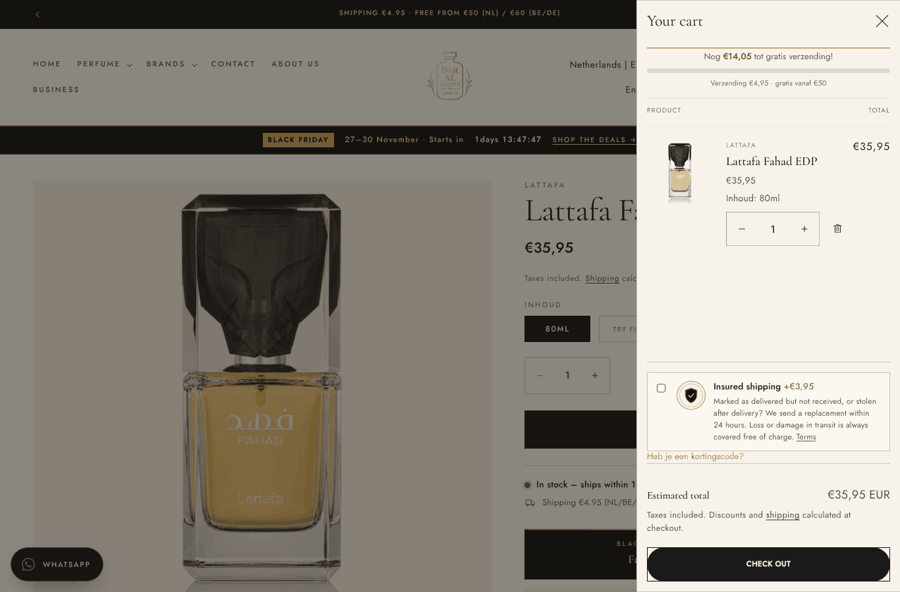 SHIPPING €4.95 · FREE FROM €50 (NL) / €60 (BE/DE)
HOME PERFUME BRANDS CONTACT ABOUT US
BUSINESS
DAR
AL
Netherlands | E
En
BLACK FRIDAY 27–30 November - Starts in 1days 13:47:47 SHOP THE DEALS →
فهد
FAHAD
Lattafa
LATTAFA
Lattafa Fa
€35,95
Taxes included. Shipping calc
INHOUD
80ML TRY FI
− 1 +
In stock – ships within 1
Shipping €4.95 (NL/BE/
BLAC
Fr
WHATSAPP
Your cart
Nog €14,05 tot gratis verzending!
Verzending €4,95 · gratis vanaf €50
PRODUCT TOTAL
LATTAFA
Lattafa Fahad EDP €35,95
€35,95
Inhoud: 80ml
− 1 +
Insured shipping +€3,95
Marked as delivered but not received, or stolen
after delivery? We send a replacement within
24 hours. Loss or damage in transit is always
covered free of charge. Terms
Heb je een kortingscode?
Estimated total €35,95 EUR
Taxes included. Discounts and shipping calculated at
checkout.
CHECK OUT